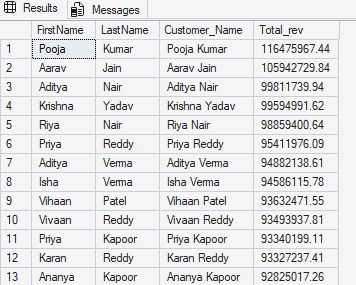 Results Messages
FirstName LastName Customer_Name Total_rev
1 Pooja Kumar Pooja Kumar 116475967.44
2 Aarav Jain Aarav Jain 105942729.84
3 Aditya Nair Aditya Nair 99811739.94
4 Krishna Yadav Krishna Yadav 99594991.62
5 Riya Nair Riya Nair 98859400.64
6 Priya Reddy Priya Reddy 95411976.09
7 Aditya Verma Aditya Verma 94882138.61
8 Isha Verma Isha Verma 94586115.78
9 Vihaan Patel Vihaan Patel 93632471.55
10 Vivaan Reddy Vivaan Reddy 93493937.81
11 Priya Kapoor Priya Kapoor 93340199.11
12 Karan Reddy Karan Reddy 93327237.41
13 Ananya Kapoor Ananya Kapoor 92825017.26